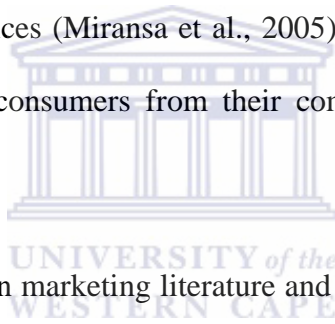 ces (Miransa et al., 2005)
consumers from their con
UNIVERSITY of the
n marketing literature and
WESTERN CAPE